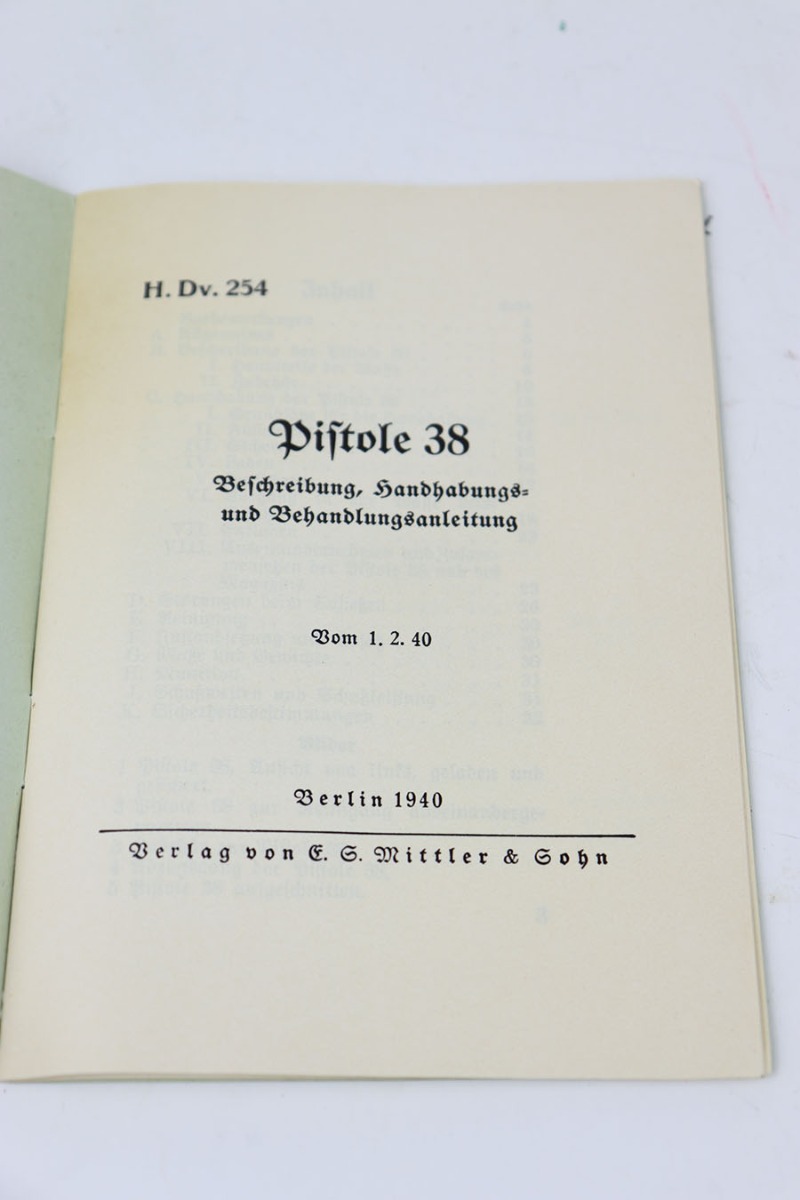 H. Dv. 254
Piſtole 38
Beſchreibung, Handhabungs=
und Behandlungsanleitung
Vom 1. 2. 40
Berlin 1940
Verlag von E. S. Mittler & Sohn